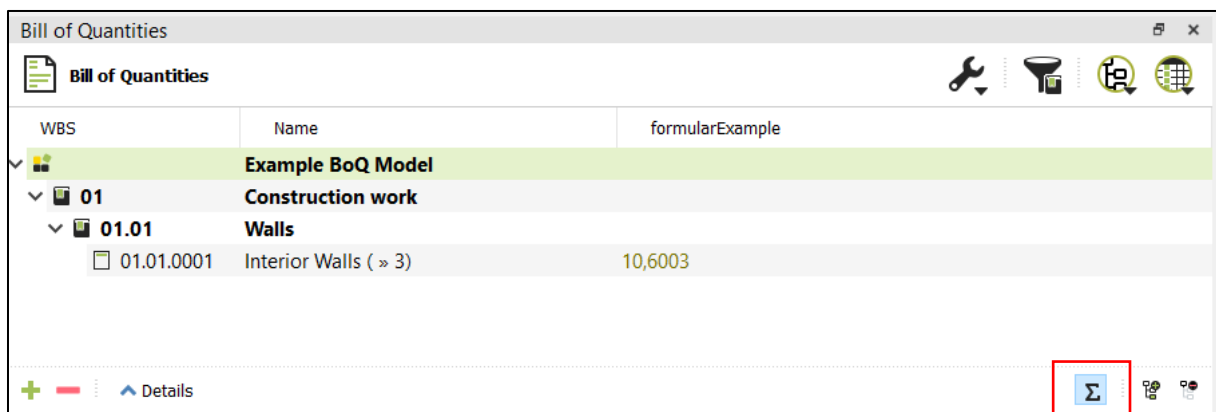 Bill of Quantities
Bill of Quantities
WBS Name formularExample
Example BoQ Model
01 Construction work
01.01 Walls
01.01.0001 Interior Walls ( » 3) 10,6003
Details Σ